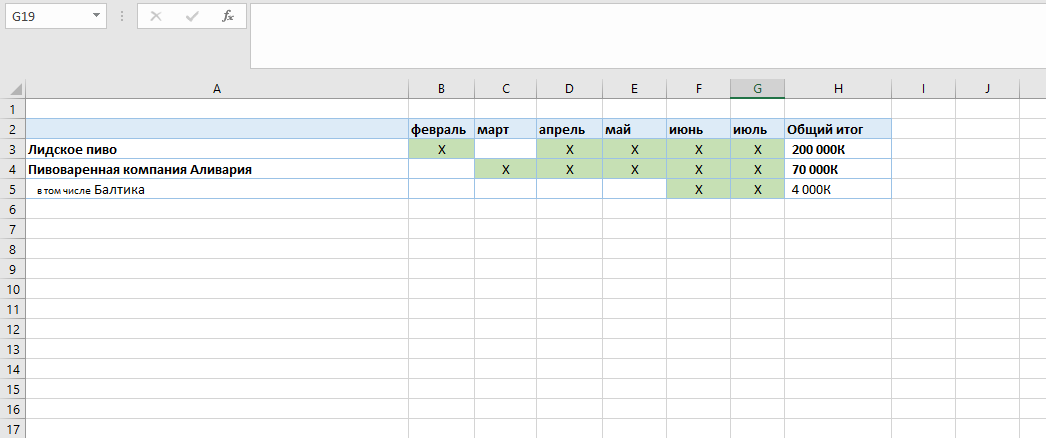 G19
fx
A B C D E F G H I J
1
2 февраль март апрель май июнь июль Общий итог
3 Лидское пиво X X X X X 200 000К
4 Пивоваренная компания Аливария X X X X X 70 000К
5 в том числе Балтика X X 4 000К
6
7
8
9
10
11
12
13
14
15
16
17